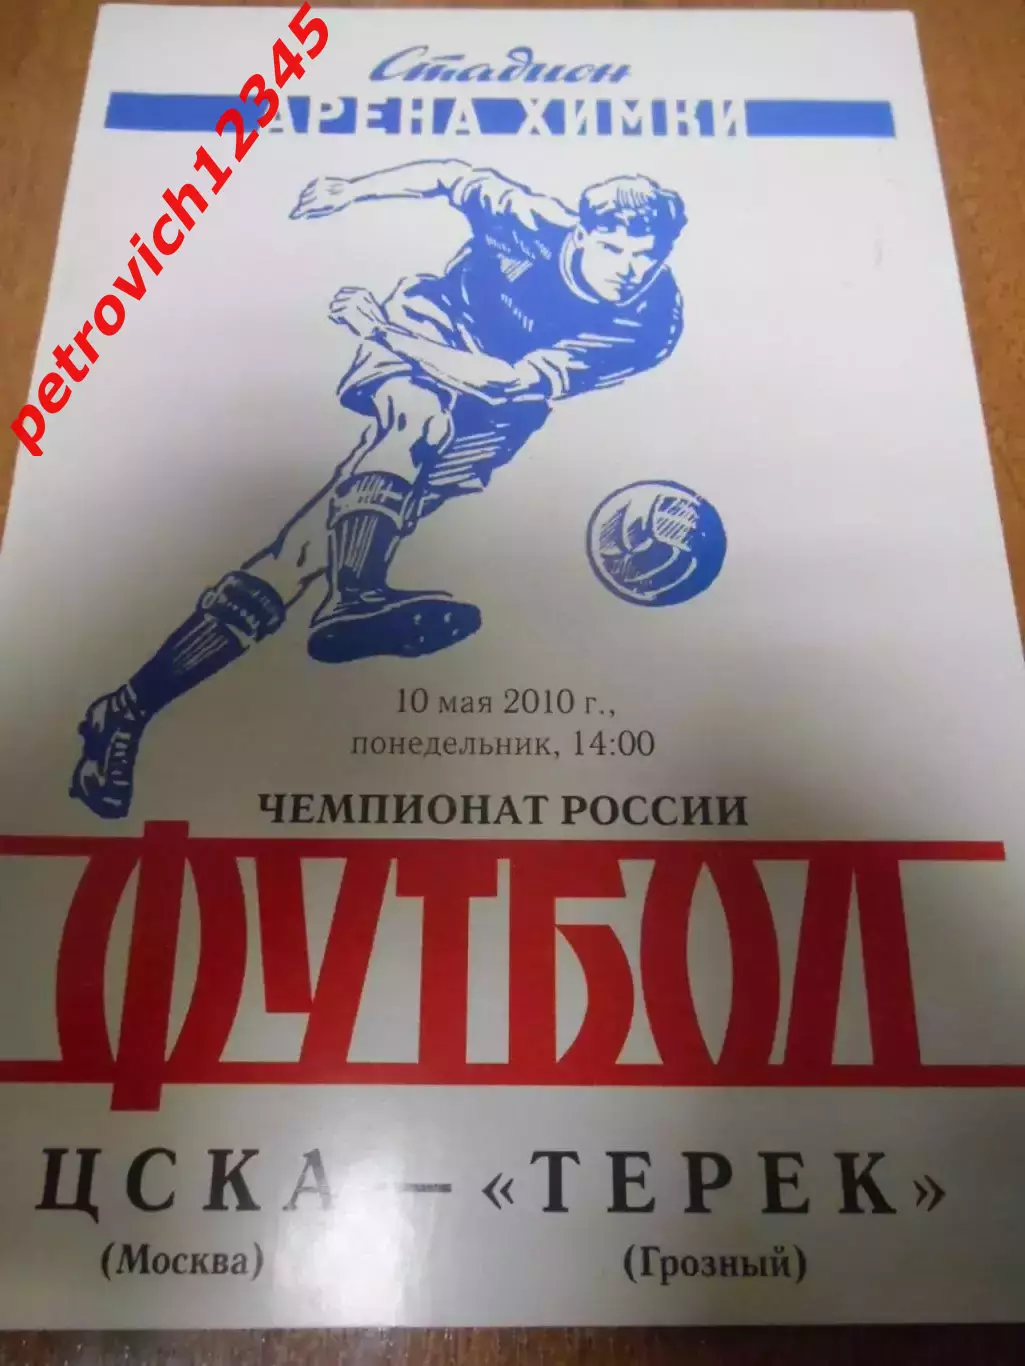 petrovich12345
Стадион
АРЕНА ХИМКИ
10 мая 2010 г.,
понедельник, 14:00
ЧЕМПИОНАТ РОССИИ
ФУТБОЛ
ЦСКА — «ТЕРЕК»
(Москва) (Грозный)